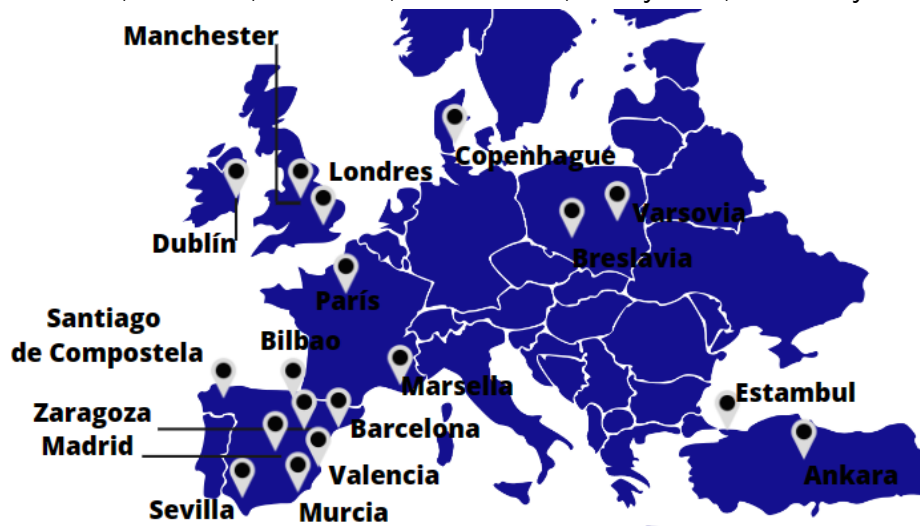 Manchester
Londres
Copenhague
Varsovia
Dublín
Breslavia
París
Santiago
de Compostela
Bilbao
Marsella
Estambul
Zaragoza
Madrid
Barcelona
Valencia
Ankara
Sevilla
Murcia